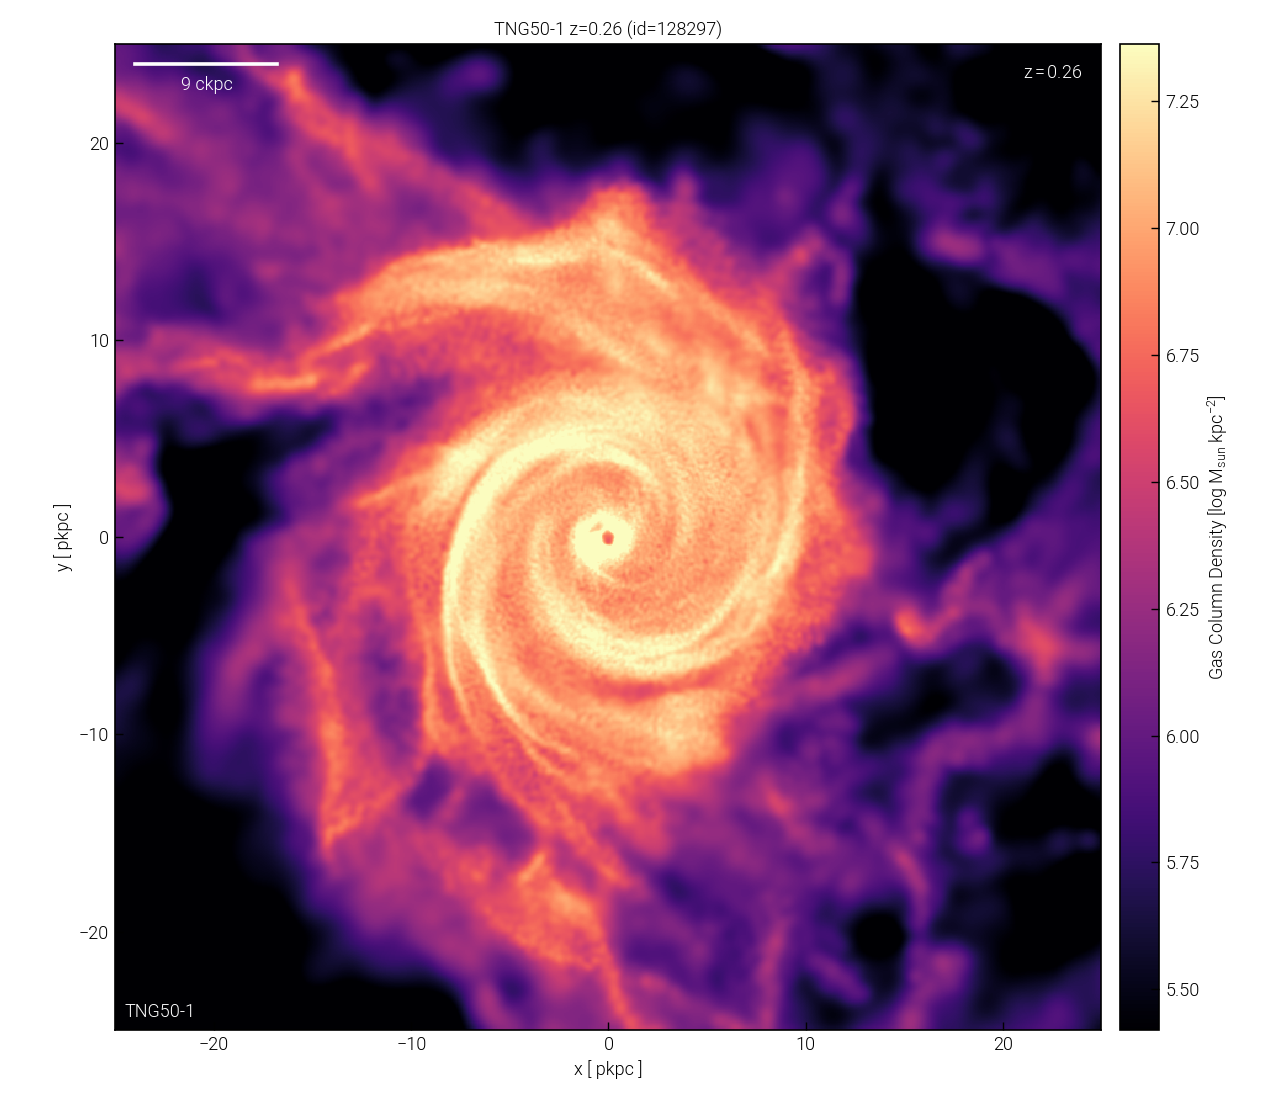 TNG50-1 z=0.26 (id=128297)
9 ckpc
z=0.26
20
10
0
−10
−20
y [ pkpc ]
TNG50-1
−20
−10
0
10
20
x [ pkpc ]
7.25
7.00
6.75
6.50
6.25
6.00
5.75
5.50
Gas Column Density [log M_sun kpc^−2]